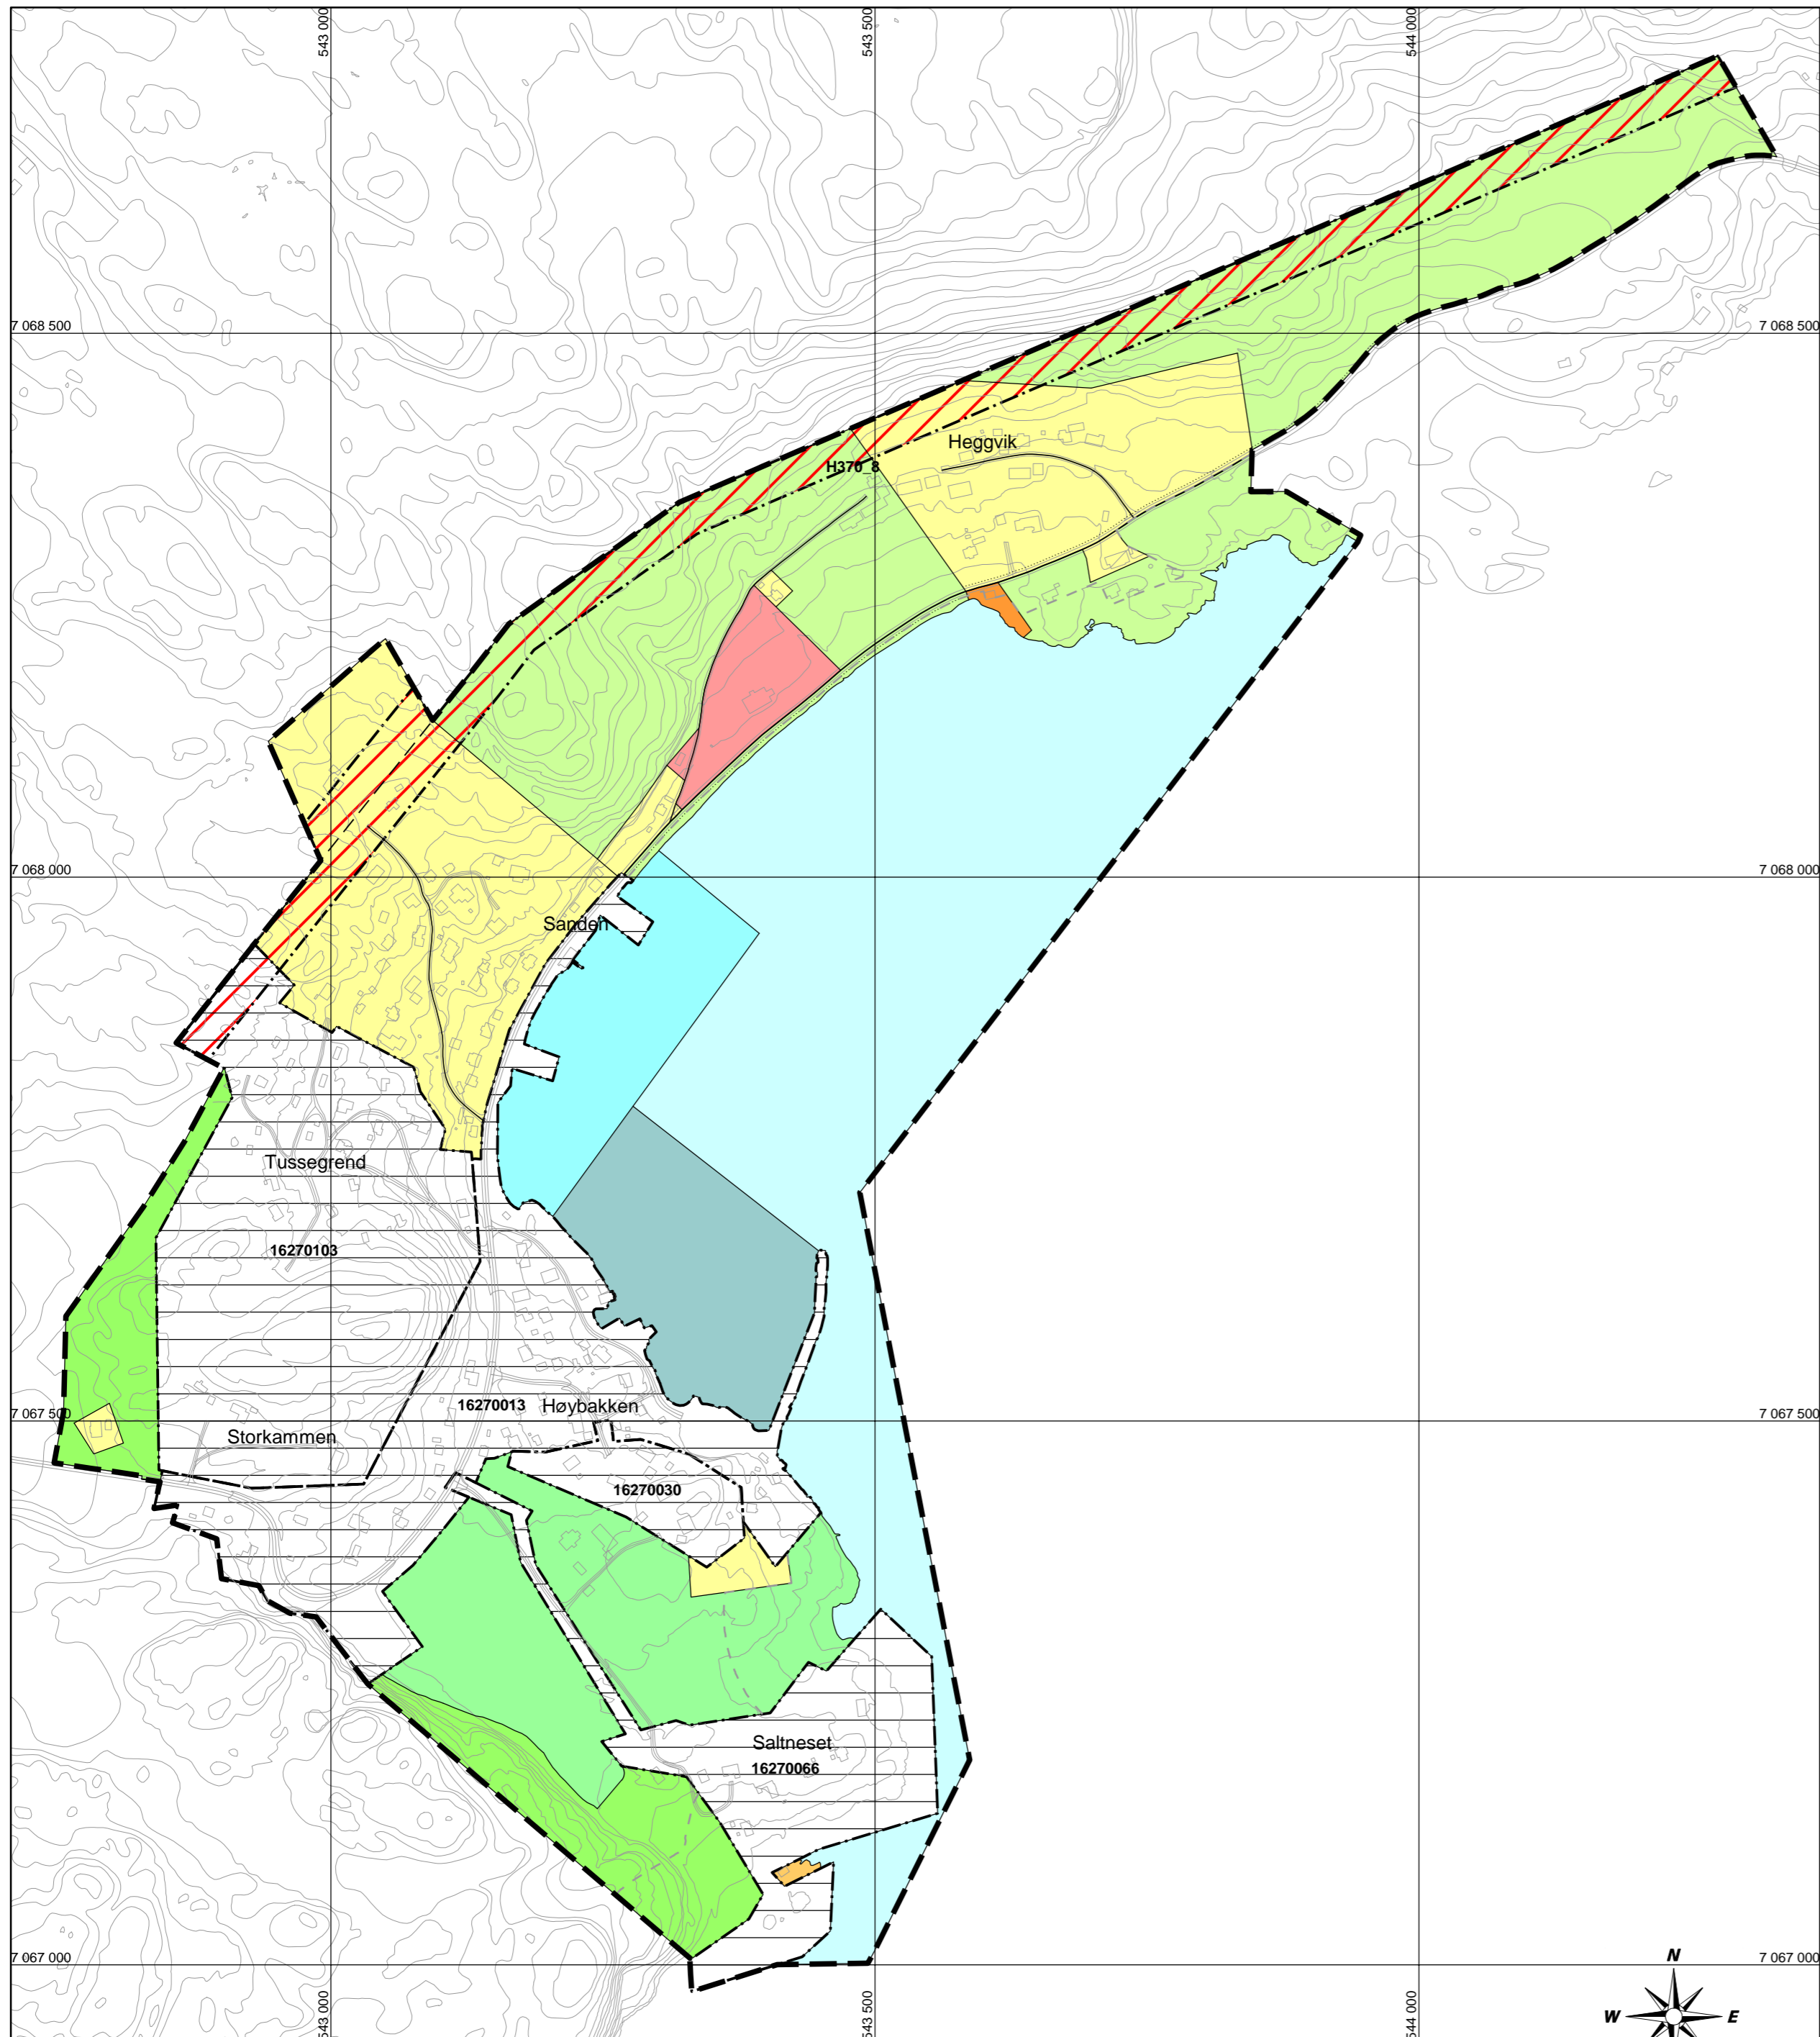 543 000
543 500
544 000
7 068 500
7 068 500
Heggvik
H370_8
7 068 000
7 068 000
Sanden
Tussegrend
16270103
16270013
Høybakken
7 067 500
7 067 500
Storkammen
16270030
Saltneset
16270066
7 067 000
7 067 000
N
W
E
543 000
543 500
544 000